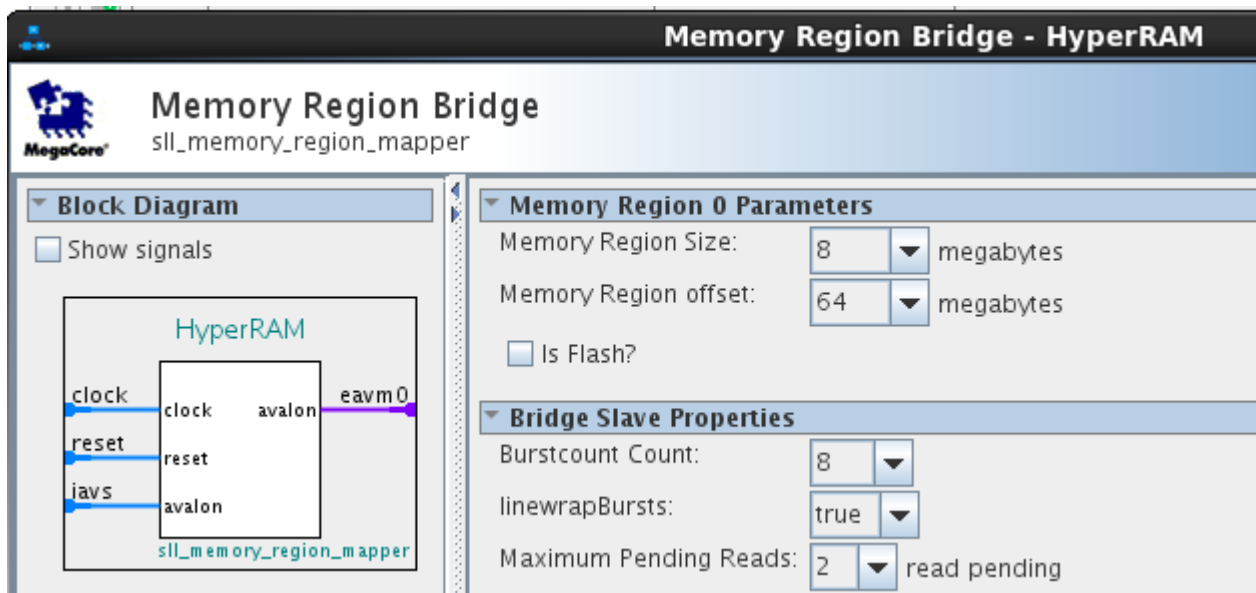 Memory Region Bridge - HyperRAM
Memory Region Bridge
sll_memory_region_mapper
MegaCore'
Block Diagram
Show signals
HyperRAM
clock
clock
avalon
eavm0
reset
reset
iavs
avalon
sll_memory_region_mapper
Memory Region 0 Parameters
Memory Region Size: 8 megabytes
Memory Region offset: 64 megabytes
Is Flash?
Bridge Slave Properties
Burstcount Count: 8
linewrapBursts: true
Maximum Pending Reads: 2 read pending